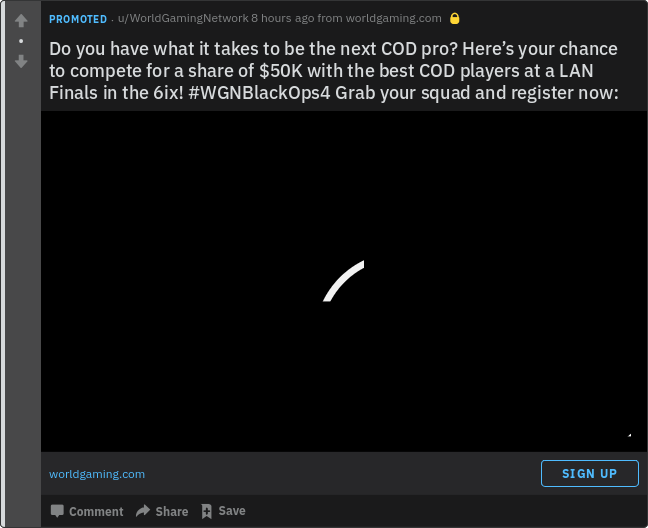 PROMOTED · u/WorldGamingNetwork 8 hours ago from worldgaming.com
Do you have what it takes to be the next COD pro? Here’s your chance
to compete for a share of $50K with the best COD players at a LAN
Finals in the 6ix! #WGNBlackOps4 Grab your squad and register now:
worldgaming.com
SIGN UP
Comment Share Save